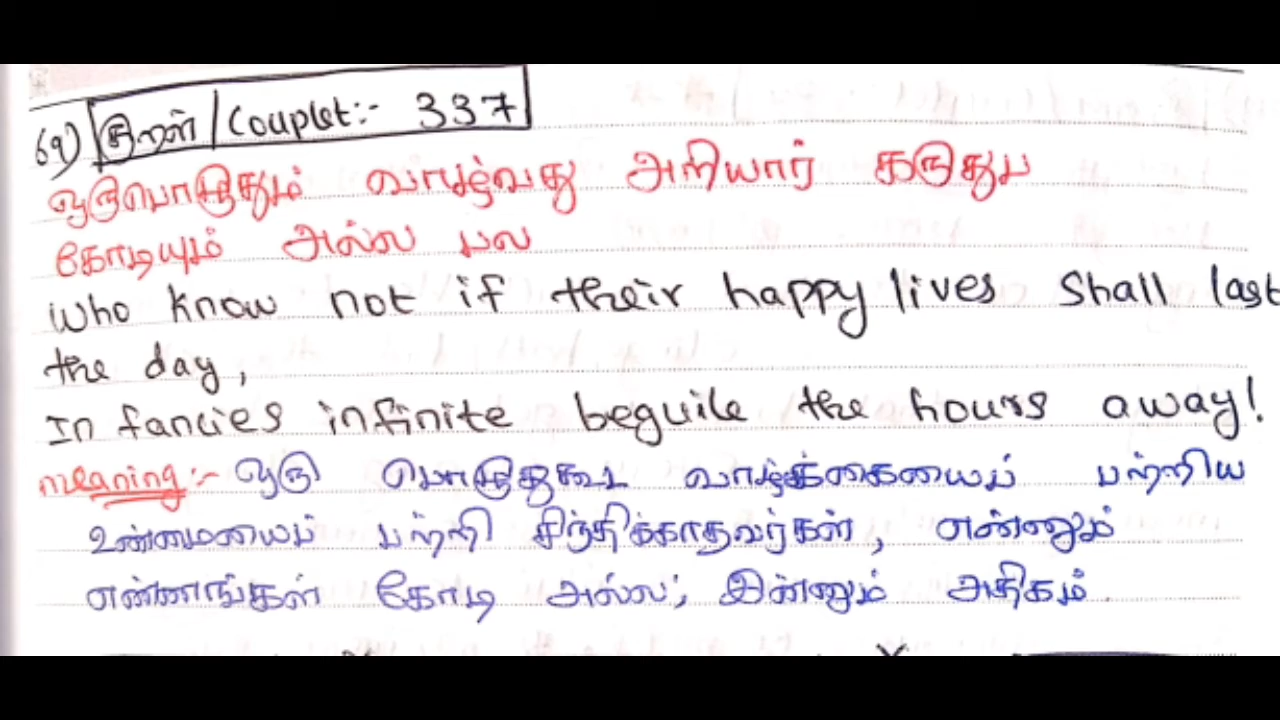 69) குறள்/Couplet:- 337
ஒருபொழுதும் வாழ்வது அறியார் கருதுப
கோடியும் அல்ல பல
who know not if their happy lives shall last
the day,
In fancies infinite beguile the hours away!
meaning:- ஒரு பொழுதுகூட வாழ்க்கையைப் பற்றிய
உண்மையைப் பற்றி சிந்திக்காதவர்கள், எண்ணும்
எண்ணங்கள் கோடி அல்ல; இன்னும் அதிகம்.